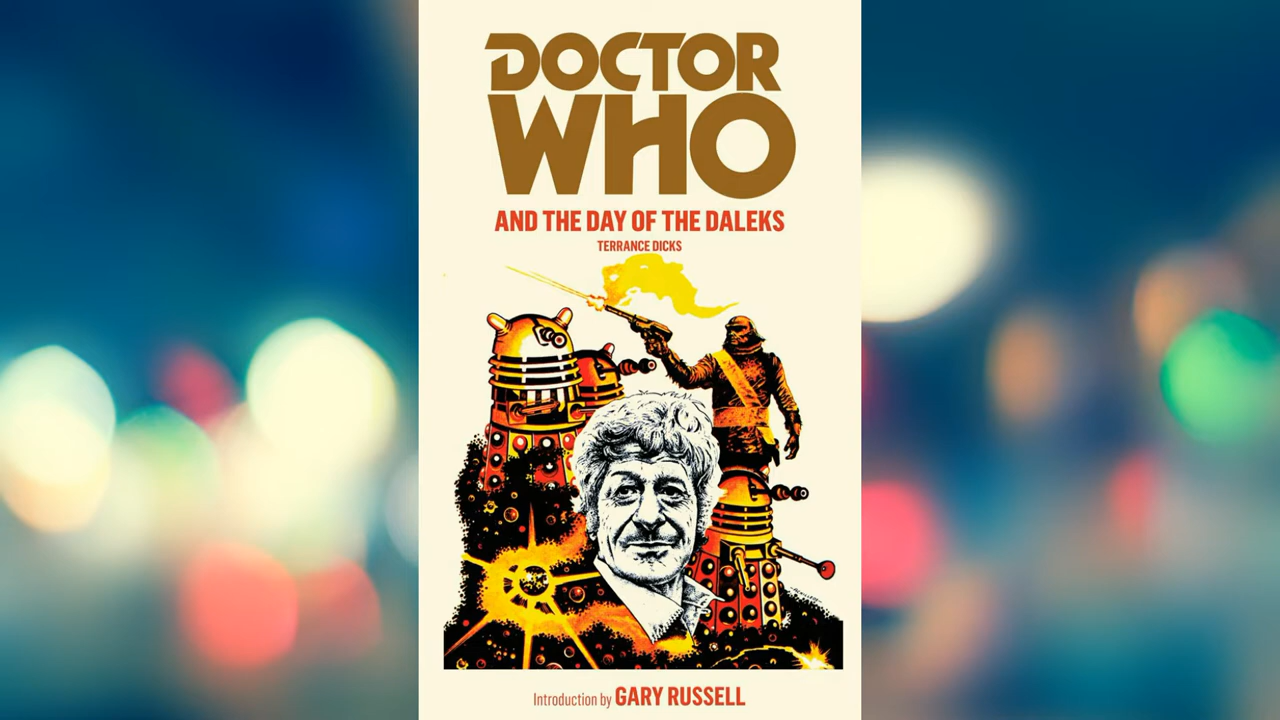 DOCTOR
WHO
AND THE DAY OF THE DALEKS
TERRANCE DICKS
Introduction by GARY RUSSELL